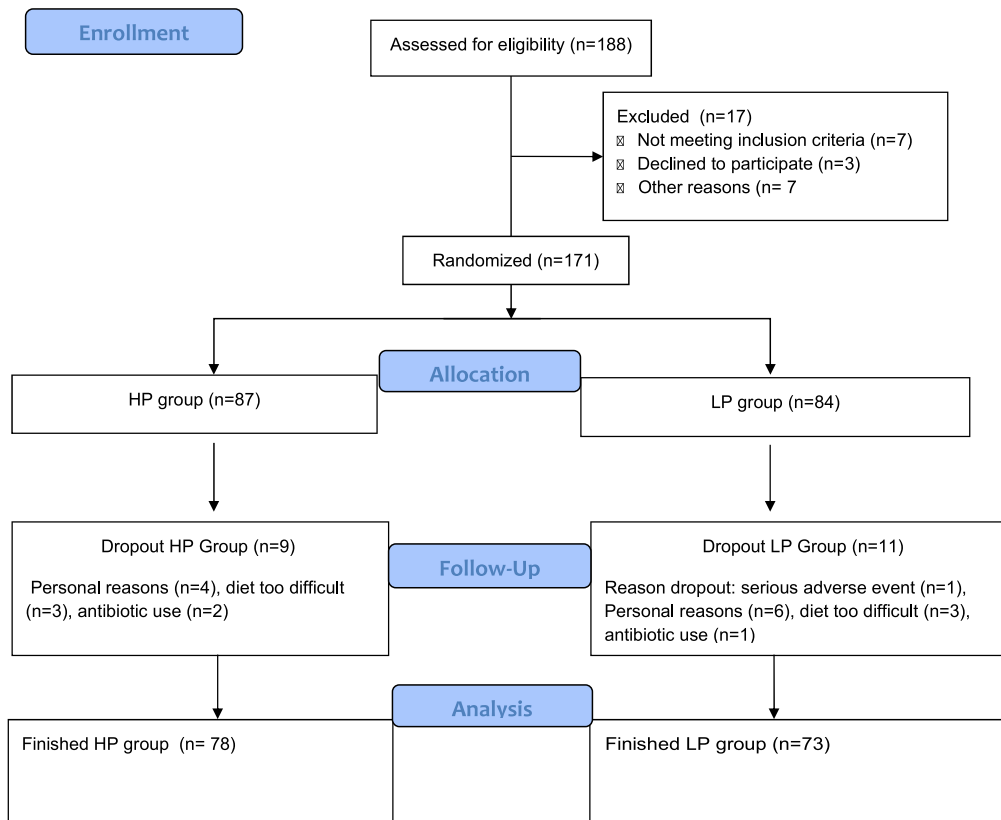 Enrollment
Assessed for eligibility (n=188)
Excluded  (n=17)
▯ Not meeting inclusion criteria (n=7)
▯ Declined to participate (n=3)
▯ Other reasons (n= 7
Randomized (n=171)
Allocation
HP group (n=87)
LP group (n=84)
Dropout HP Group (n=9)
Personal reasons (n=4), diet too difficult
(n=3), antibiotic use (n=2)
Follow-Up
Dropout LP Group (n=11)
Reason dropout: serious adverse event (n=1),
Personal reasons (n=6), diet too difficult (n=3),
antibiotic use (n=1)
Analysis
Finished HP group  (n= 78)
Finished LP group (n=73)